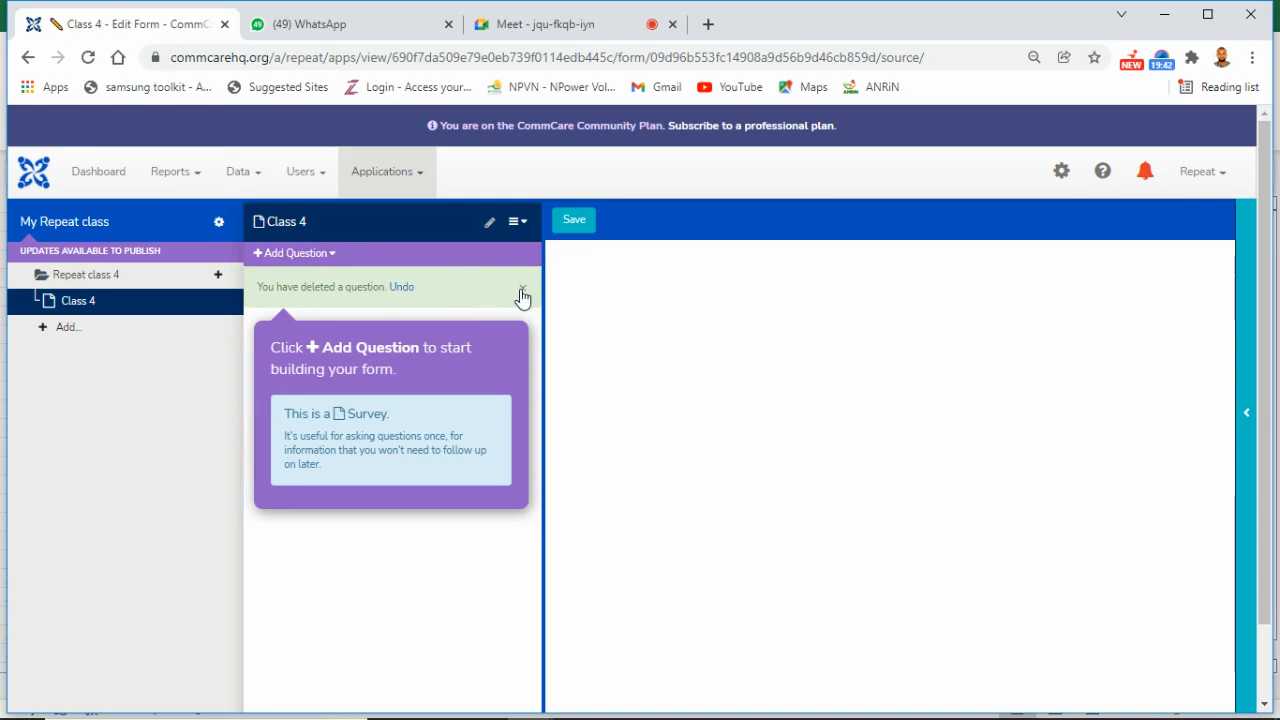 Class 4 - Edit Form - CommC
(49) WhatsApp
Meet - jqu-fkqb-iyn
commcarehq.org/a/repeat/apps/view/690f7da509e79e0eb739f0114edb445c/form/09d96b553fc14908a9d56b9d46cb859d/source/
NEW
19:42
Apps
samsung toolkit - A...
Suggested Sites
Login - Access your...
NPVN - NPower Vol...
Gmail
YouTube
Maps
ANRiN
Reading list
You are on the CommCare Community Plan. Subscribe to a professional plan.
Dashboard
Reports
Data
Users
Applications
Repeat
My Repeat class
Class 4
Save
UPDATES AVAILABLE TO PUBLISH
Add Question
Repeat class 4
You have deleted a question. Undo
Class 4
Add...
Click + Add Question to start
building your form.
This is a Survey.
It's useful for asking questions once, for
information that you won't need to follow up
on later.